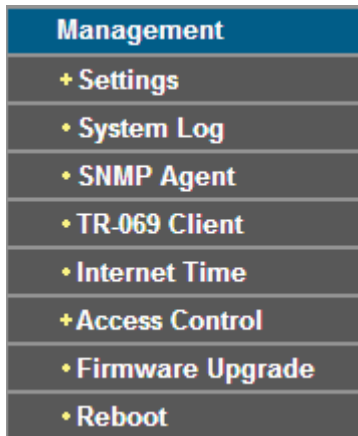 Management
+ Settings
• System Log
• SNMP Agent
• TR-069 Client
• Internet Time
+ Access Control
• Firmware Upgrade
• Reboot